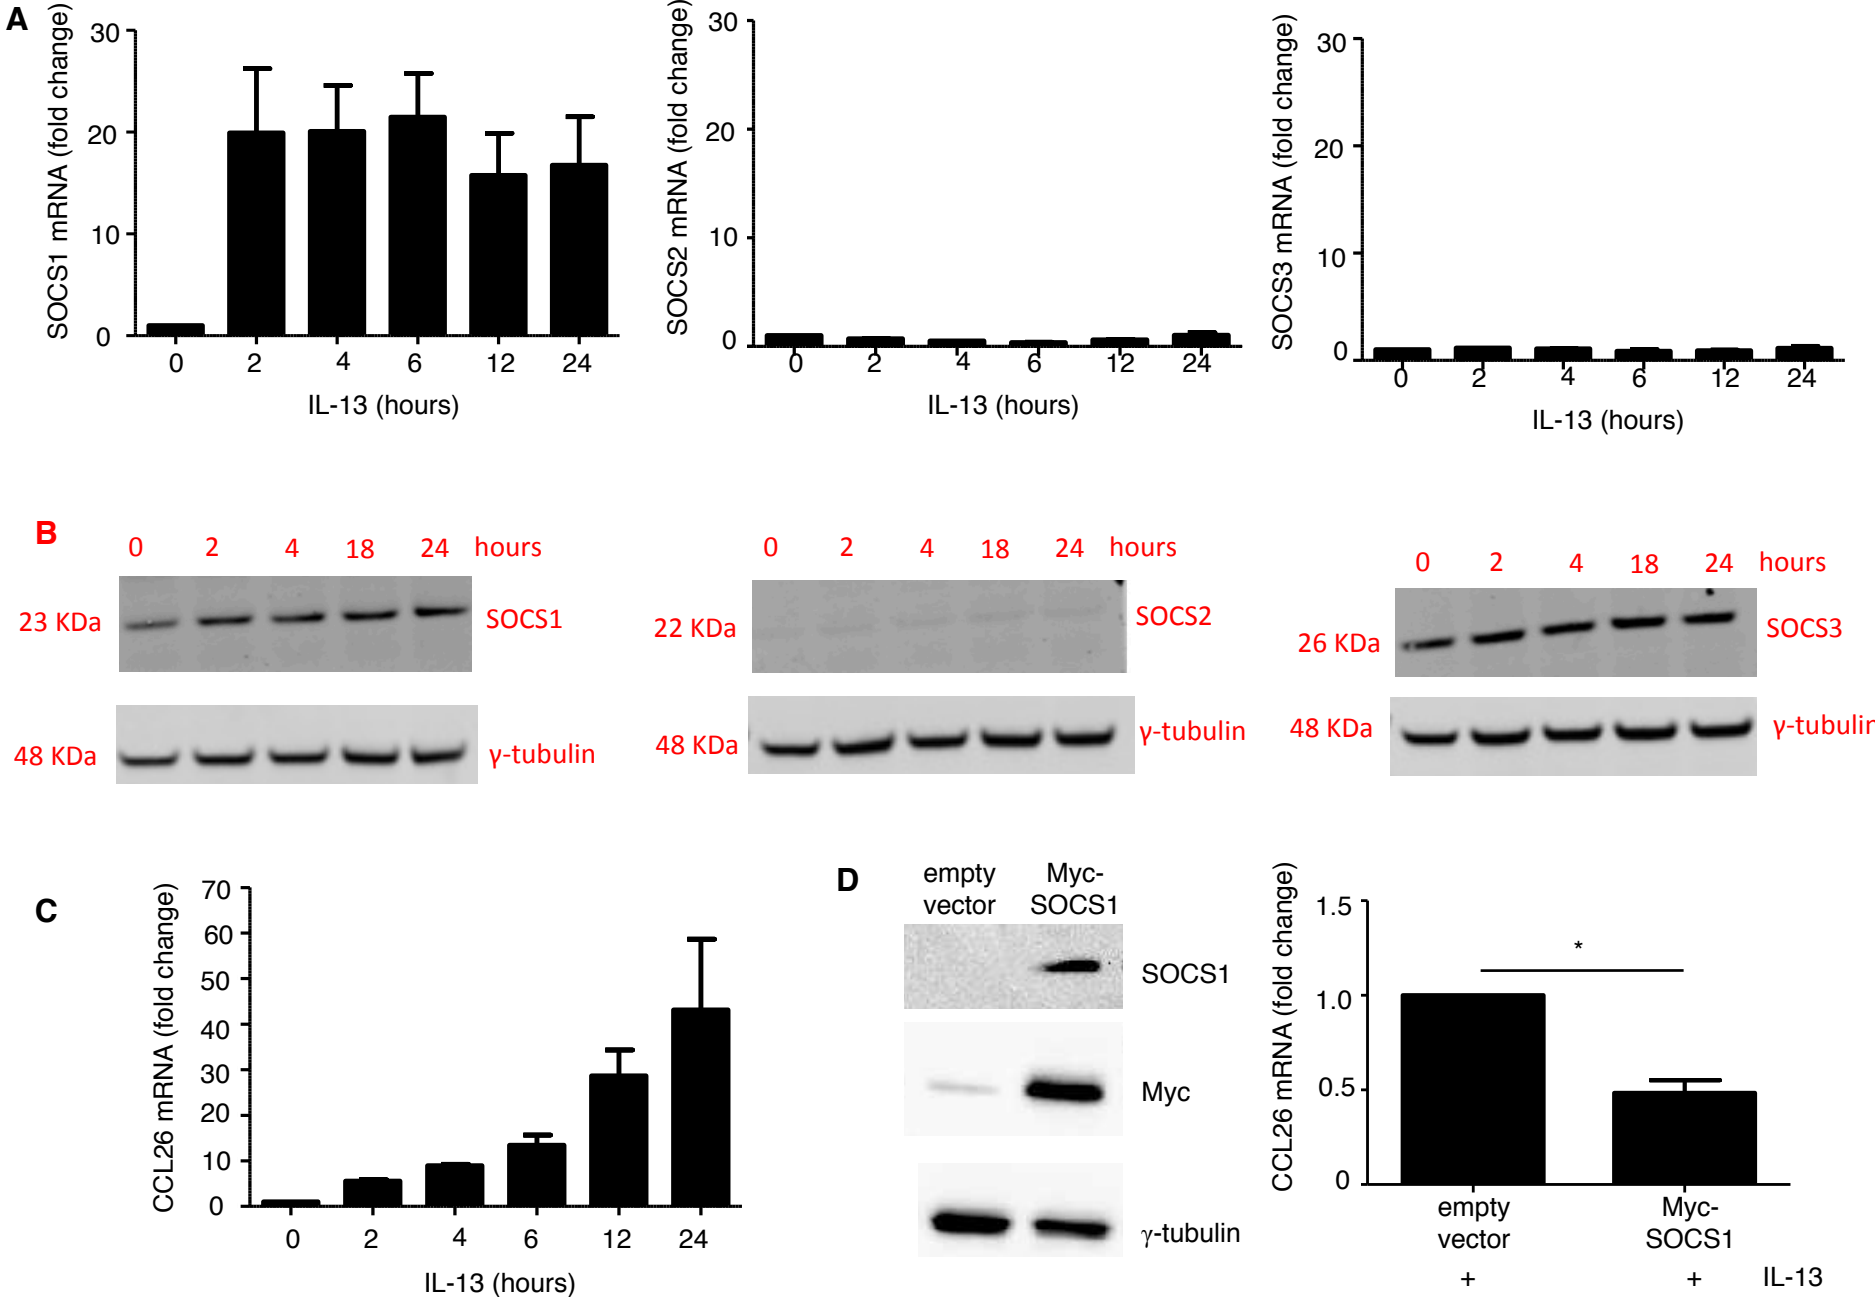 A
SOCS1 mRNA (fold change)
30
20
10
0
0 2 4 6 12 24
IL-13 (hours)
SOCS2 mRNA (fold change)
30
20
10
0
0 2 4 6 12 24
IL-13 (hours)
SOCS3 mRNA (fold change)
30
20
10
0
0 2 4 6 12 24
IL-13 (hours)
B
0 2 4 18 24 hours
23 KDa SOCS1
48 KDa γ-tubulin
0 2 4 18 24 hours
22 KDa SOCS2
48 KDa γ-tubulin
0 2 4 18 24 hours
26 KDa SOCS3
48 KDa γ-tubulin
C
CCL26 mRNA (fold change)
70
60
50
40
30
20
10
0
0 2 4 6 12 24
IL-13 (hours)
D
empty
vector
Myc-
SOCS1
SOCS1
Myc
γ-tubulin
CCL26 mRNA (fold change)
1.5
1.0
0.5
0
*
empty
vector
Myc-
SOCS1
+ + IL-13